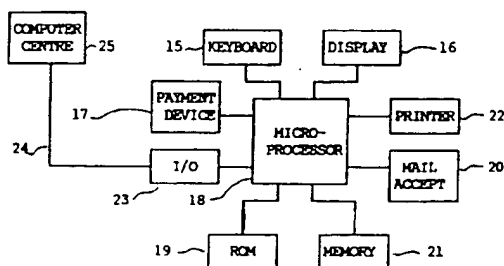 COMPUTER
CENTRE
25
15
KEYBOARD
DISPLAY
16
PAYMENT
DEVICE
17
MICRO-
PROCESSOR
18
PRINTER
22
24
I/O
23
MAIL
ACCEPT
20
19
ROM
MEMORY
21